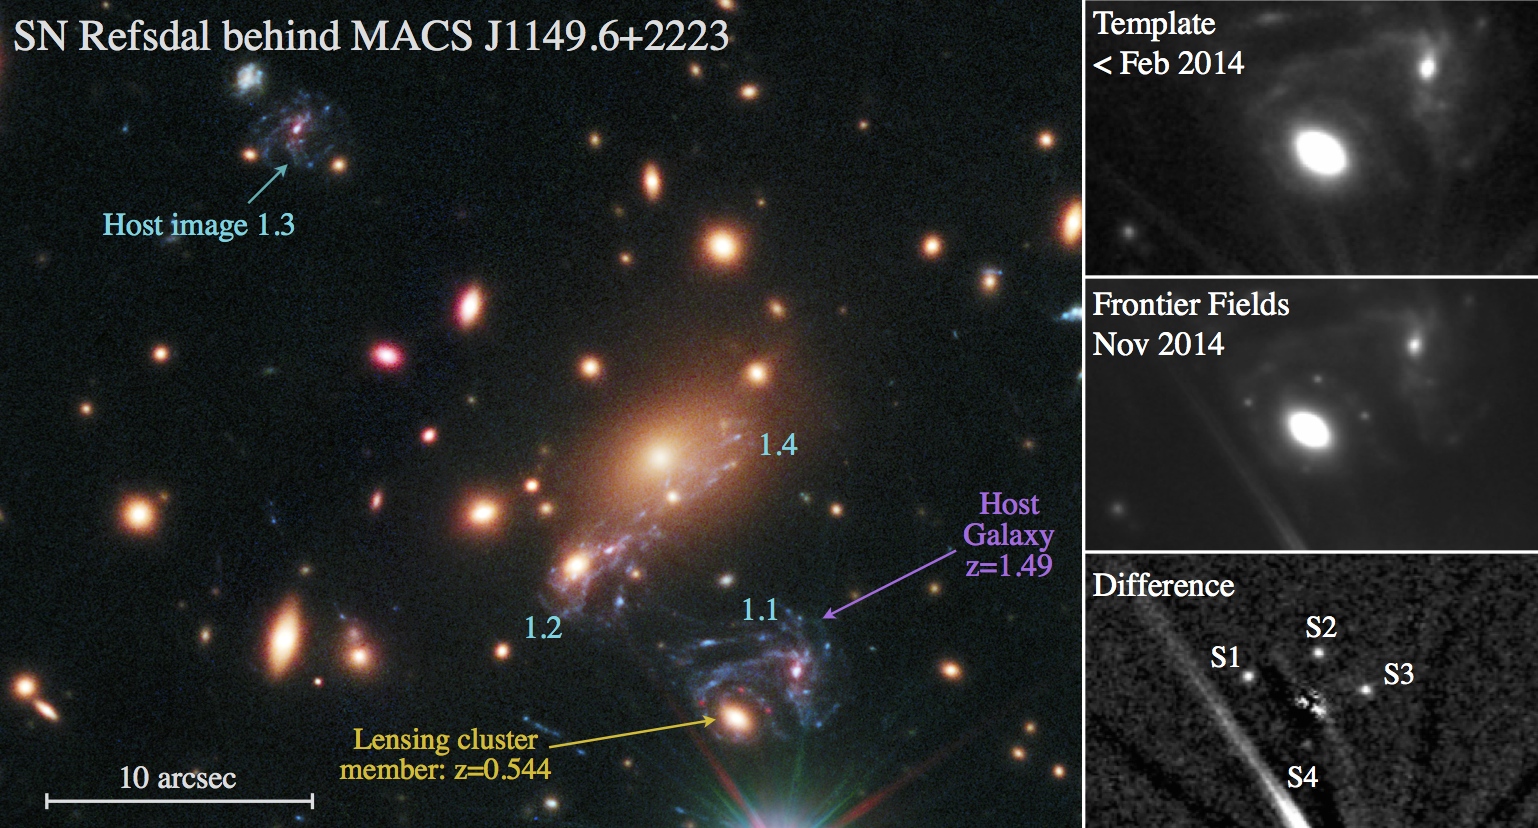 SN Refsdal behind MACS J1149.6+2223
Host image 1.3
1.4
Host
Galaxy
z=1.49
1.1
1.2
Lensing cluster
member: z=0.544
10 arcsec
Template
< Feb 2014
Frontier Fields
Nov 2014
Difference
S2
S1
S3
S4